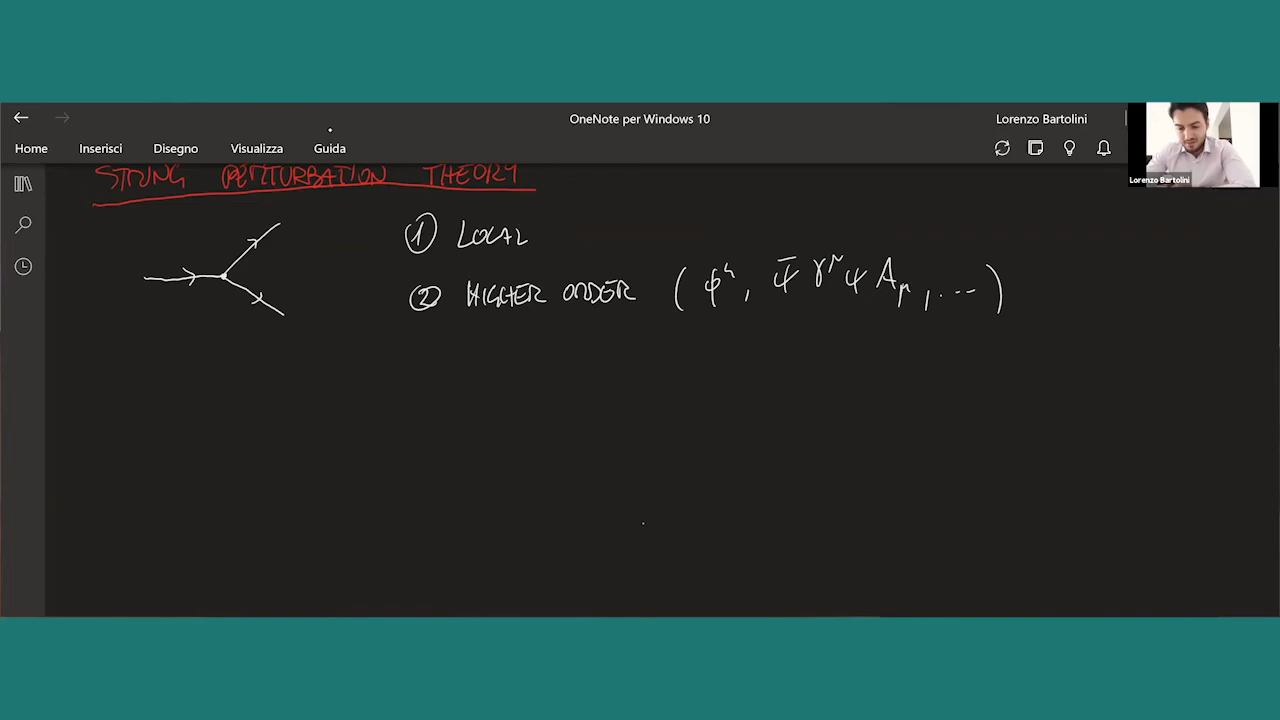 OneNote per Windows 10
Lorenzo Bartolini
Home Inserisci Disegno Visualizza Guida
Lorenzo Bartolini
STRING PERTURBATION THEORY
① LOCAL
② HIGHER ORDER ( φ⁴, ψ̄ γ^μ ψ A_μ, ... )